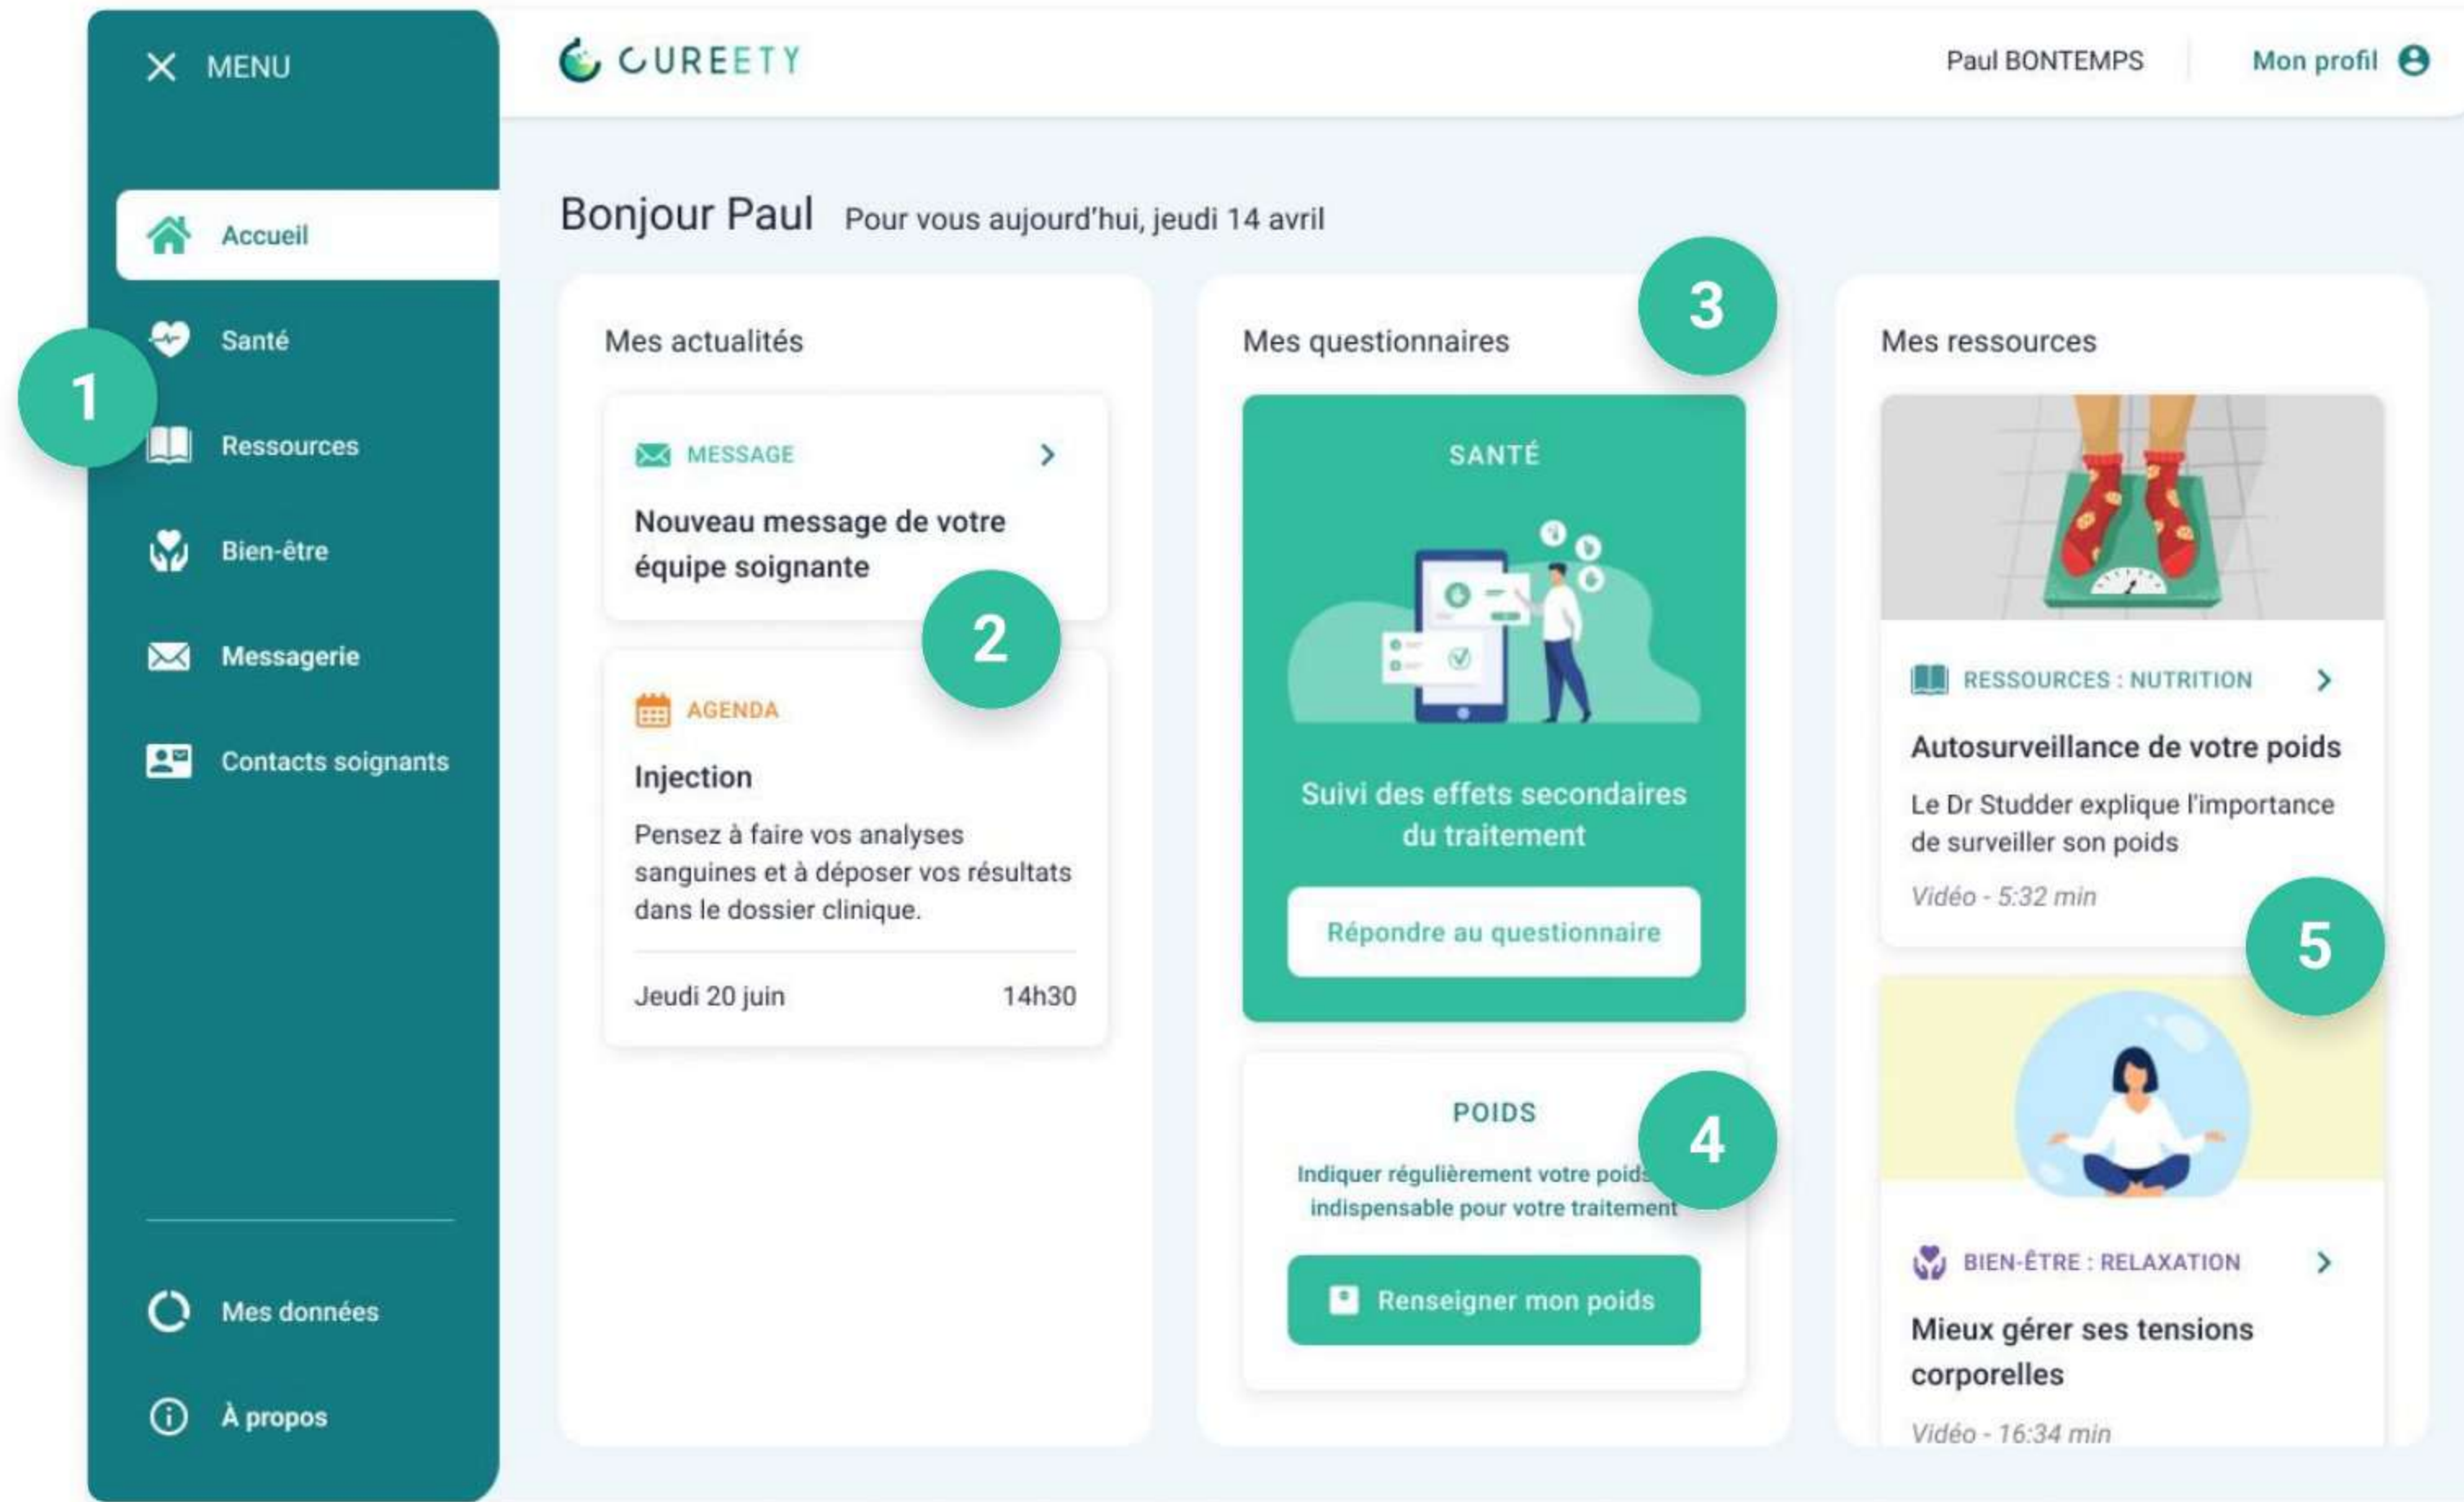 MENU
Accueil
Santé
1
Ressources
Bien-être
Messagerie
Contacts soignants
Mes données
À propos
CUREETY
Paul BONTEMPS
Mon profil
Bonjour Paul
Pour vous aujourd'hui, jeudi 14 avril
Mes actualités
MESSAGE
Nouveau message de votre
équipe soignante
2
AGENDA
Injection
Pensez à faire vos analyses
sanguines et à déposer vos résultats
dans le dossier clinique.
Jeudi 20 juin
14h30
Mes questionnaires
3
SANTÉ
Suivi des effets secondaires
du traitement
Répondre au questionnaire
POIDS
4
Indiquer régulièrement votre poids
indispensable pour votre traitement
Renseigner mon poids
Mes ressources
RESSOURCES : NUTRITION
Autosurveillance de votre poids
Le Dr Studder explique l'importance
de surveiller son poids
Vidéo - 5:32 min
5
BIEN-ÊTRE : RELAXATION
Mieux gérer ses tensions
corporelles
Vidéo - 16:34 min